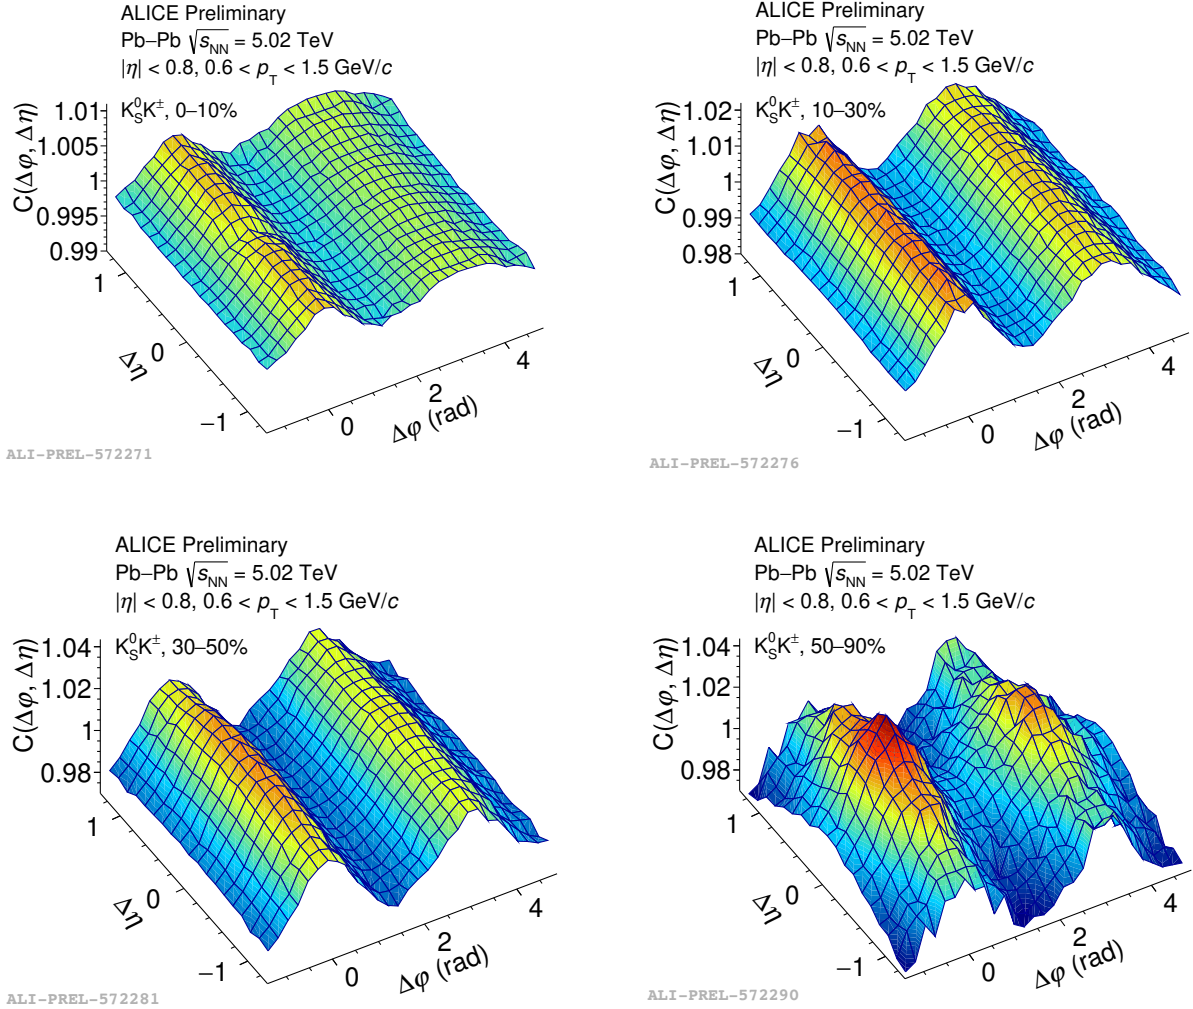 ALICE Preliminary
Pb–Pb √sNN = 5.02 TeV
|η| < 0.8, 0.6 < pT < 1.5 GeV/c
K0SK±, 0–10%
C(Δφ, Δη)
1.01
1.005
1
0.995
0.99
1
0
−1
Δη
0
2
4
Δφ (rad)
ALI-PREL-572271
ALICE Preliminary
Pb–Pb √sNN = 5.02 TeV
|η| < 0.8, 0.6 < pT < 1.5 GeV/c
K0SK±, 10–30%
C(Δφ, Δη)
1.02
1.01
1
0.99
0.98
1
0
−1
Δη
0
2
4
Δφ (rad)
ALI-PREL-572276
ALICE Preliminary
Pb–Pb √sNN = 5.02 TeV
|η| < 0.8, 0.6 < pT < 1.5 GeV/c
K0SK±, 30–50%
C(Δφ, Δη)
1.04
1.02
1
0.98
1
0
−1
Δη
0
2
4
Δφ (rad)
ALI-PREL-572281
ALICE Preliminary
Pb–Pb √sNN = 5.02 TeV
|η| < 0.8, 0.6 < pT < 1.5 GeV/c
K0SK±, 50–90%
C(Δφ, Δη)
1.04
1.02
1
0.98
1
0
−1
Δη
0
2
4
Δφ (rad)
ALI-PREL-572290